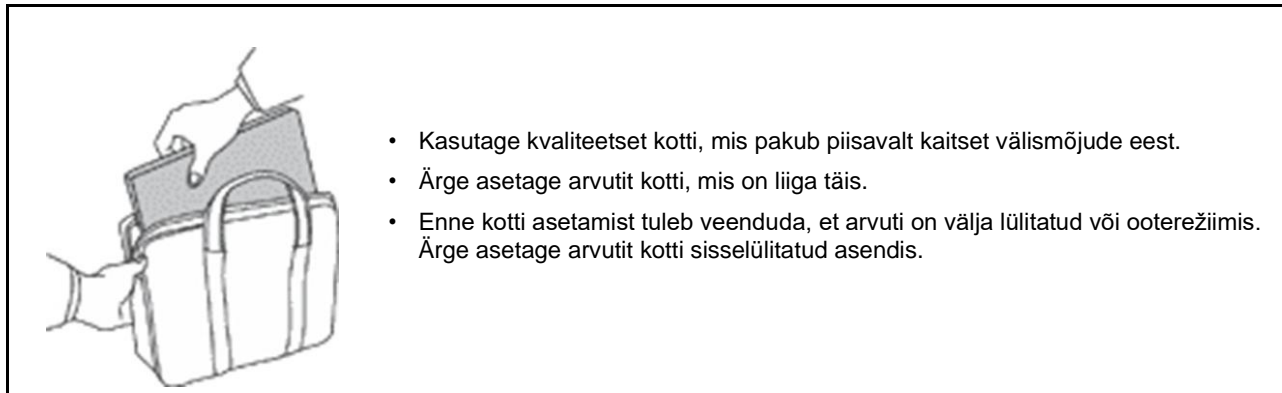 • Kasutage kvaliteetset kotti, mis pakub piisavalt kaitset välismõjude eest.
• Ärge asetage arvutit kotti, mis on liiga täis.
• Enne kotti asetamist tuleb veenduda, et arvuti on välja lülitatud või ooterežiimis.
Ärge asetage arvutit kotti sisselülitatud asendis.